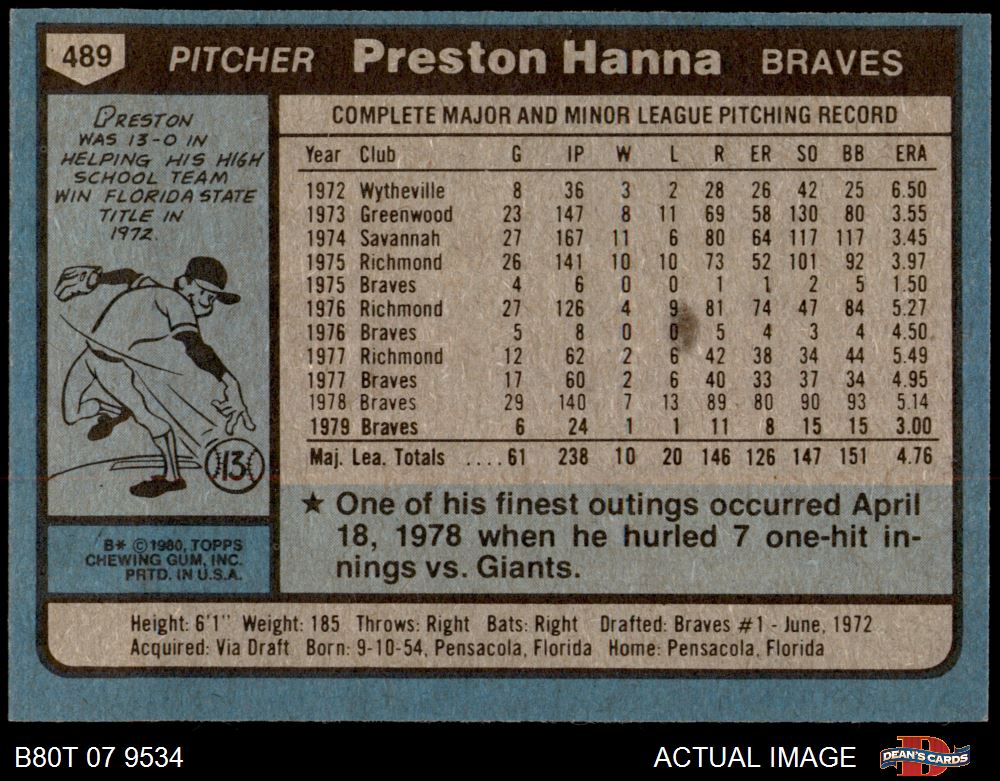 489 PITCHER Preston Hanna BRAVES
PRESTON
WAS 13-0 IN
HELPING HIS HIGH
SCHOOL TEAM
WIN FLORIDA STATE
TITLE IN
1972.
13
B* © 1980, TOPPS
CHEWING GUM, INC.
PRTD. IN U.S.A.
COMPLETE MAJOR AND MINOR LEAGUE PITCHING RECORD
Year Club G IP W L R ER SO BB ERA
1972 Wytheville 8 36 3 2 28 26 42 25 6.50
1973 Greenwood 23 147 8 11 69 58 130 80 3.55
1974 Savannah 27 167 11 6 80 64 117 117 3.45
1975 Richmond 26 141 10 10 73 52 101 92 3.97
1975 Braves 4 6 0 0 1 1 2 5 1.50
1976 Richmond 27 126 4 9 81 74 47 84 5.27
1976 Braves 5 8 0 0 5 4 3 4 4.50
1977 Richmond 12 62 2 6 42 38 34 44 5.49
1977 Braves 17 60 2 6 40 33 37 34 4.95
1978 Braves 29 140 7 13 89 80 90 93 5.14
1979 Braves 6 24 1 1 11 8 15 15 3.00
Maj. Lea. Totals ....61 238 10 20 146 126 147 151 4.76
★ One of his finest outings occurred April
18, 1978 when he hurled 7 one-hit in-
nings vs. Giants.
Height: 6'1" Weight: 185 Throws: Right Bats: Right Drafted: Braves #1 - June, 1972
Acquired: Via Draft Born: 9-10-54, Pensacola, Florida Home: Pensacola, Florida
B80T 07 9534 ACTUAL IMAGE DEAN'S CARDS